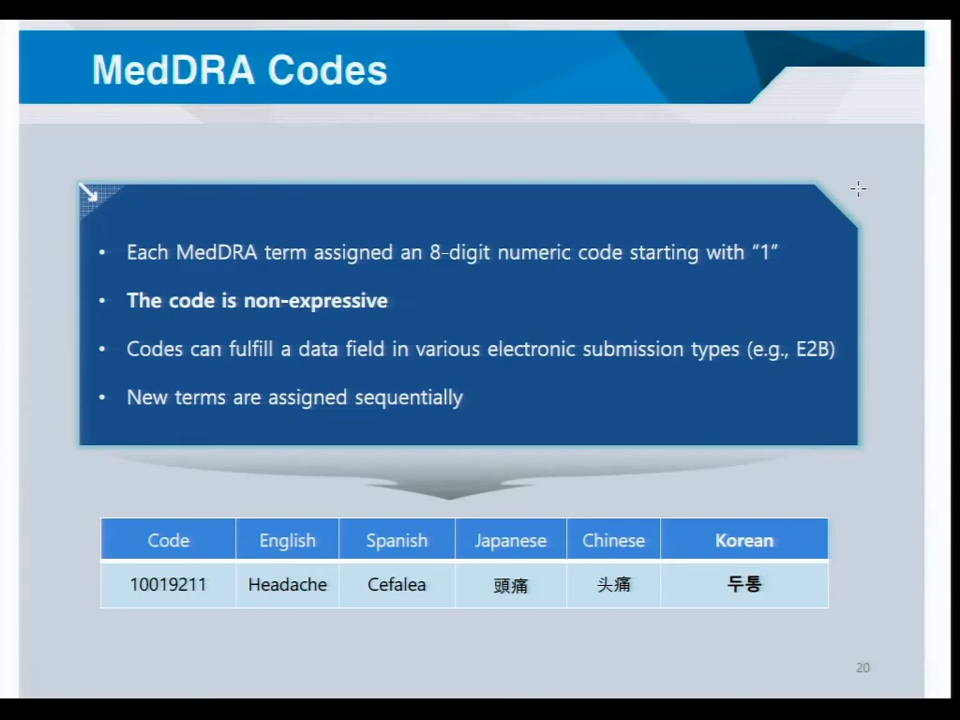 MedDRA Codes
• Each MedDRA term assigned an 8-digit numeric code starting with “1”
• The code is non-expressive
• Codes can fulfill a data field in various electronic submission types (e.g., E2B)
• New terms are assigned sequentially
Code English Spanish Japanese Chinese Korean
10019211 Headache Cefalea 頭痛 头痛 두통
20